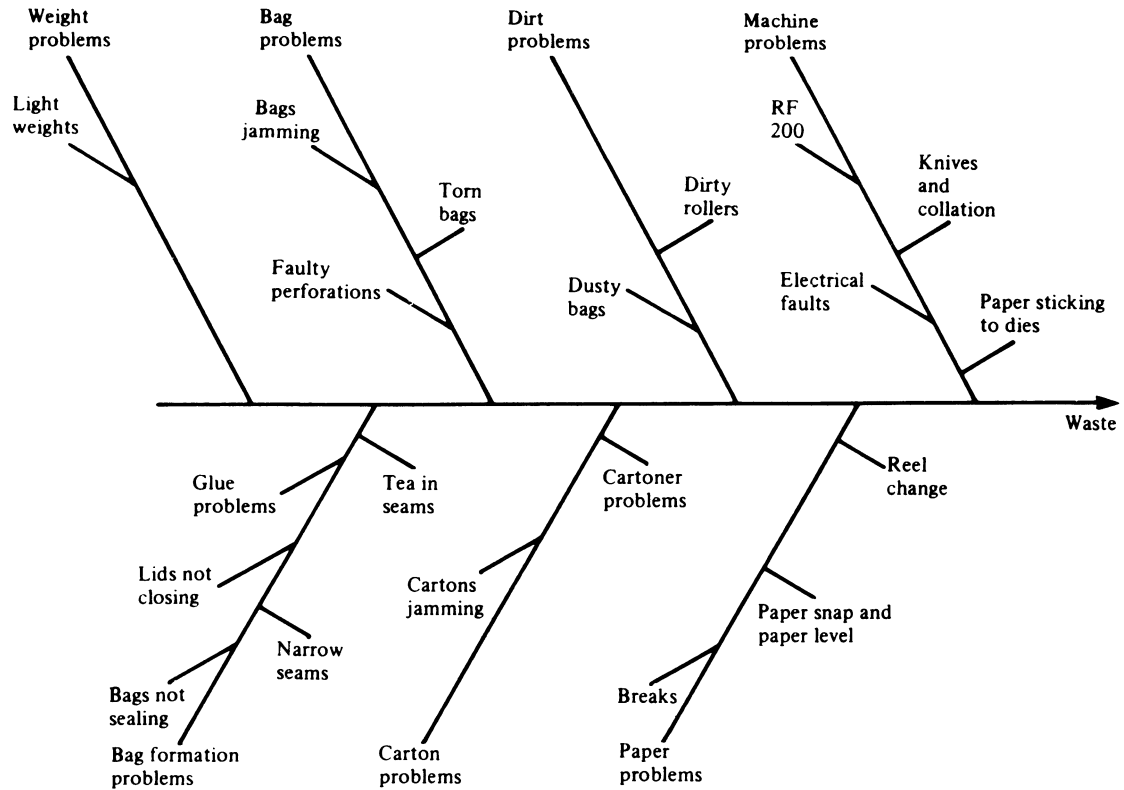 Weight
problems
Light
weights
Bag
problems
Bags
jamming
Torn
bags
Faulty
perforations
Dirt
problems
Dirty
rollers
Dusty
bags
Machine
problems
RF
200
Knives
and
collation
Electrical
faults
Paper sticking
to dies
Waste
Tea in
seams
Glue
problems
Lids not
closing
Narrow
seams
Bags not
sealing
Bag formation
problems
Cartoner
problems
Cartons
jamming
Carton
problems
Reel
change
Paper snap and
paper level
Breaks
Paper
problems